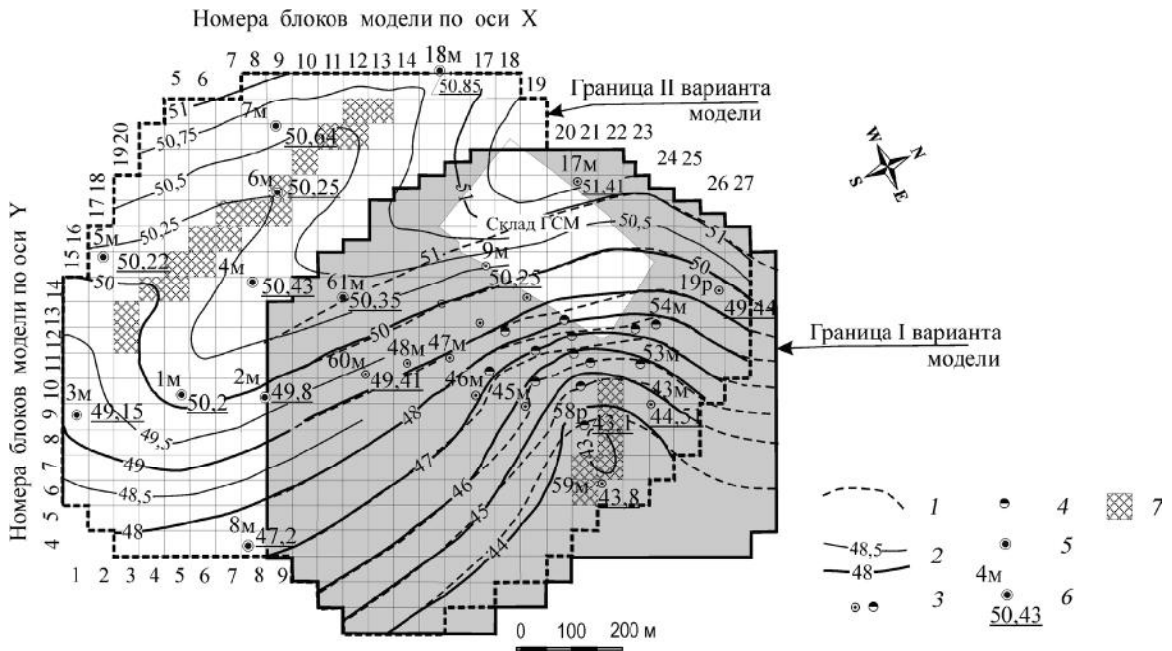 Номера блоков модели по оси X
18м
7 8 9 10 11 12 13 14 17 18
5 6
19
50,85
Граница II варианта
модели
51
7м
50,64
50,75
19 20
20 21 22 23
24 25
26 27
W N
S E
17м
51,41
50,5
6м
50,25
51
17 18
Склад ГСМ
50,5
51
50,25
5м
50,22
15 16
9м
50,25
51
50
4м
50,43
19р
49,44
50
14
61м
50,35
50
54м
13
12
Граница I варианта
модели
11
48м
47м
53м
60м
49,41
10
1м
50,2
2м
49,8
46м
45м
43м
44,51
9
3м
49,15
48
58р
43,1
49,5
43
8
49
47
7
48,5
46
59м
43,8
6
45
5
48
44
4
8м
47,2
Номера блоков модели по оси Y
1 2 3 4 5 6 7 8 9
0 100 200 м
1
4
7
48,5
48
2
5
3
4м
50,43
6